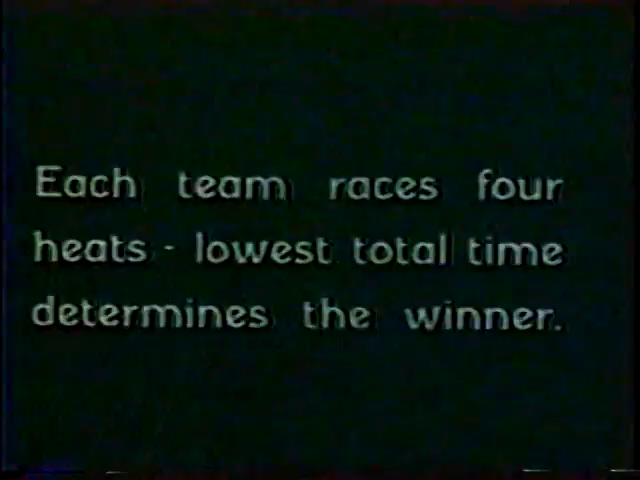 Each team races four
heats - lowest total time
determines the winner.